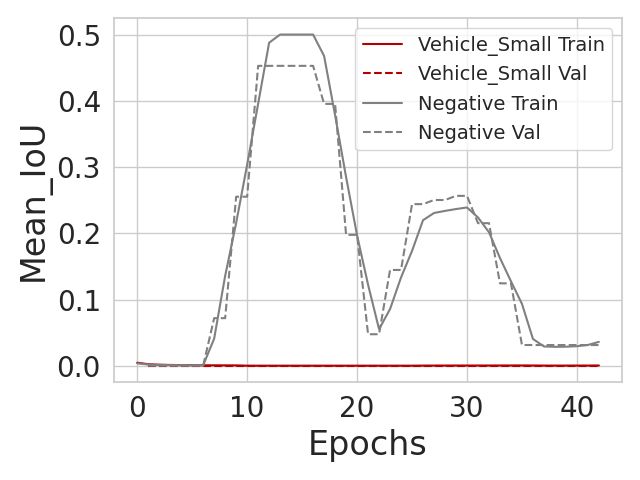 0.5
0.4
0.3
0.2
0.1
0.0
Mean_IoU
Vehicle_Small Train
Vehicle_Small Val
Negative Train
Negative Val
0 10 20 30 40
Epochs